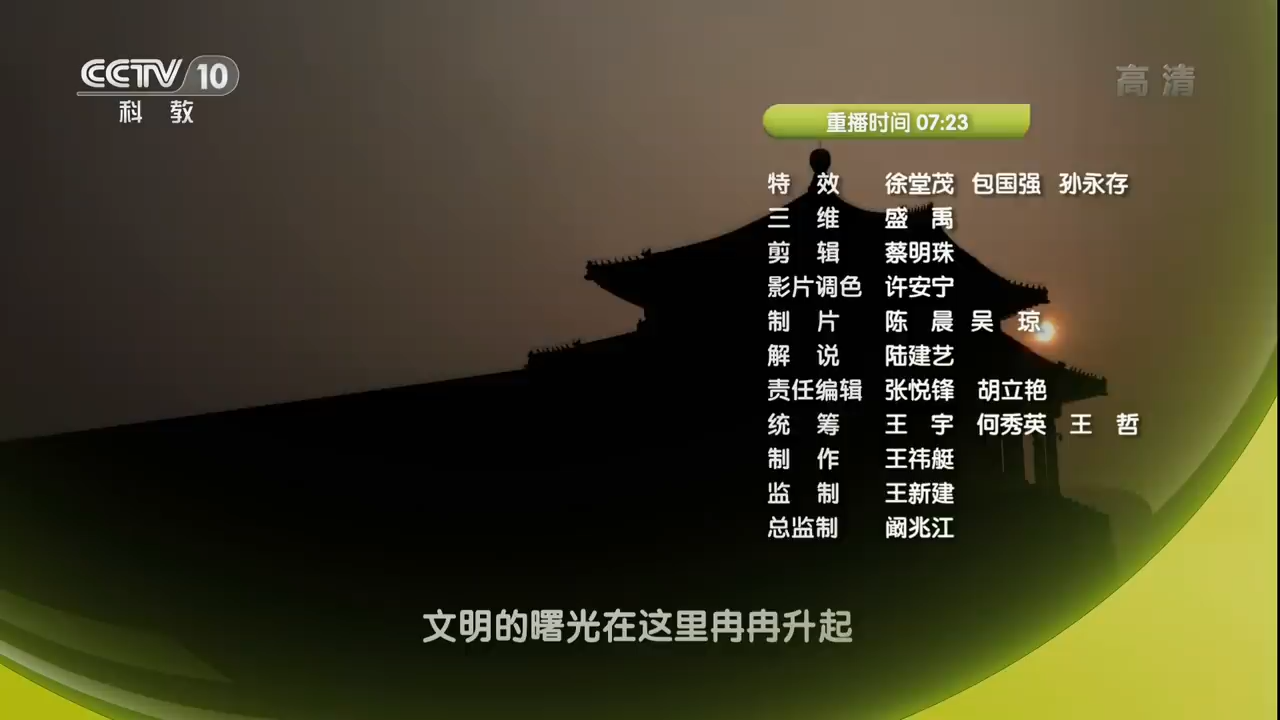 CCTV 10
科 教
高 清
重播时间 07:23
特 效 徐堂茂 包国强 孙永存
三 维 盛 禹
剪 辑 蔡明珠
影片调色 许安宁
制 片 陈 晨 吴 琼
解 说 陆建艺
责任编辑 张悦锋 胡立艳
统 筹 王 宇 何秀英 王 哲
制 作 王祎艇
监 制 王新建
总监制 阚兆江
文明的曙光在这里冉冉升起